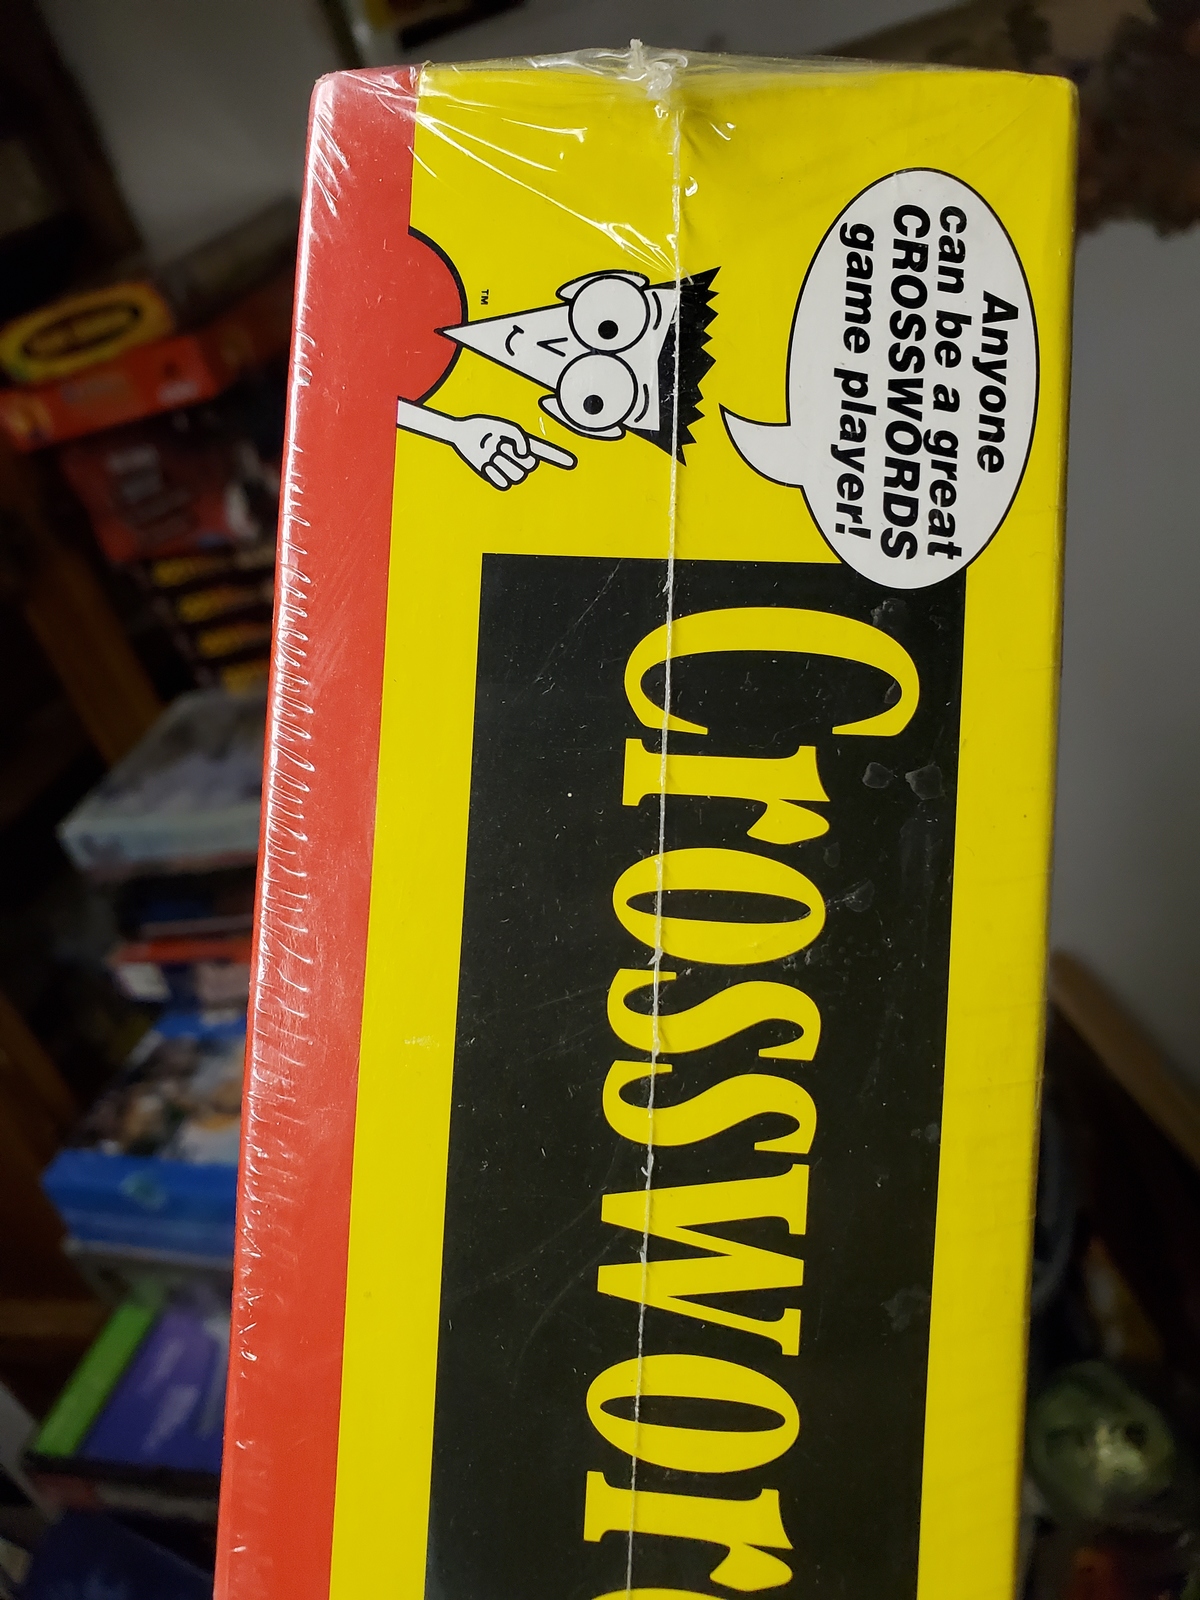 Anyone
can be a great
CROSSWORDS
game player!
TM
Crosswor